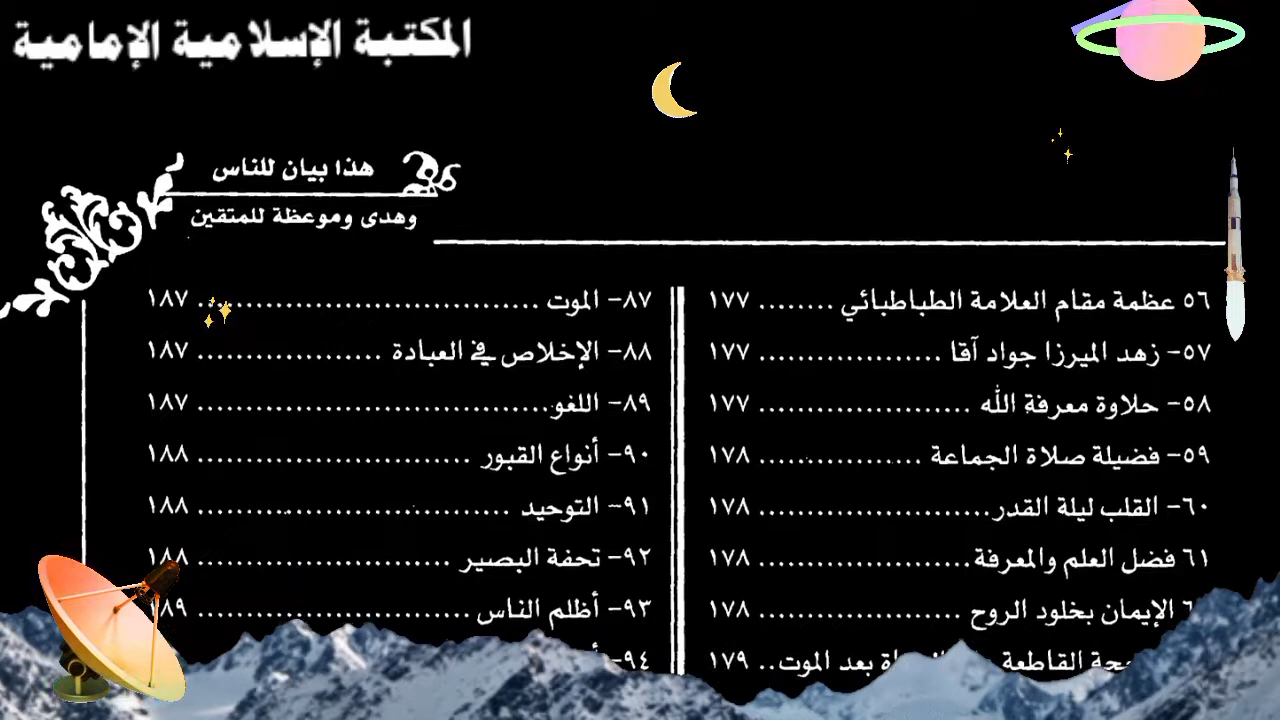 المكتبة الإسلامية الإمامية
هذا بيان للناس
وهدى وموعظة للمتقين
٥٦ عظمة مقام العلامة الطباطبائي ........ ١٧٧
٥٧- زهد الميرزا جواد آقا ................... ١٧٧
٥٨- حلاوة معرفة الله ...................... ١٧٧
٥٩- فضيلة صلاة الجماعة ................. ١٧٨
٦٠- القلب ليلة القدر........................ ١٧٨
٦١ فضل العلم والمعرفة...................... ١٧٨
الإيمان بخلود الروح ..................... ١٧٨
القاطعة بعد الموت.. ١٧٩
٨٧- الموت ................................... ١٨٧
٨٨- الإخلاص في العبادة ................... ١٨٧
٨٩- اللغو.................................... ١٨٧
٩٠- أنواع القبور ........................... ١٨٨
٩١- التوحيد ................................ ١٨٨
٩٢- تحفة البصير .......................... ١٨٨
٩٣- أظلم الناس ...........................
٩٤-